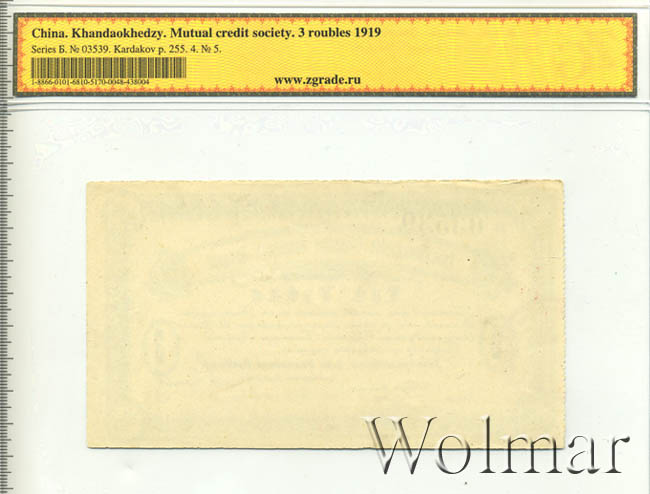 China. Khandaokhedzy. Mutual credit society. 3 roubles 1919
Series Б. № 03539. Kardakov p. 255. 4. № 5.
1-8866-0101-6810-5170-0048-438004
www.zgrade.ru
Wolmar